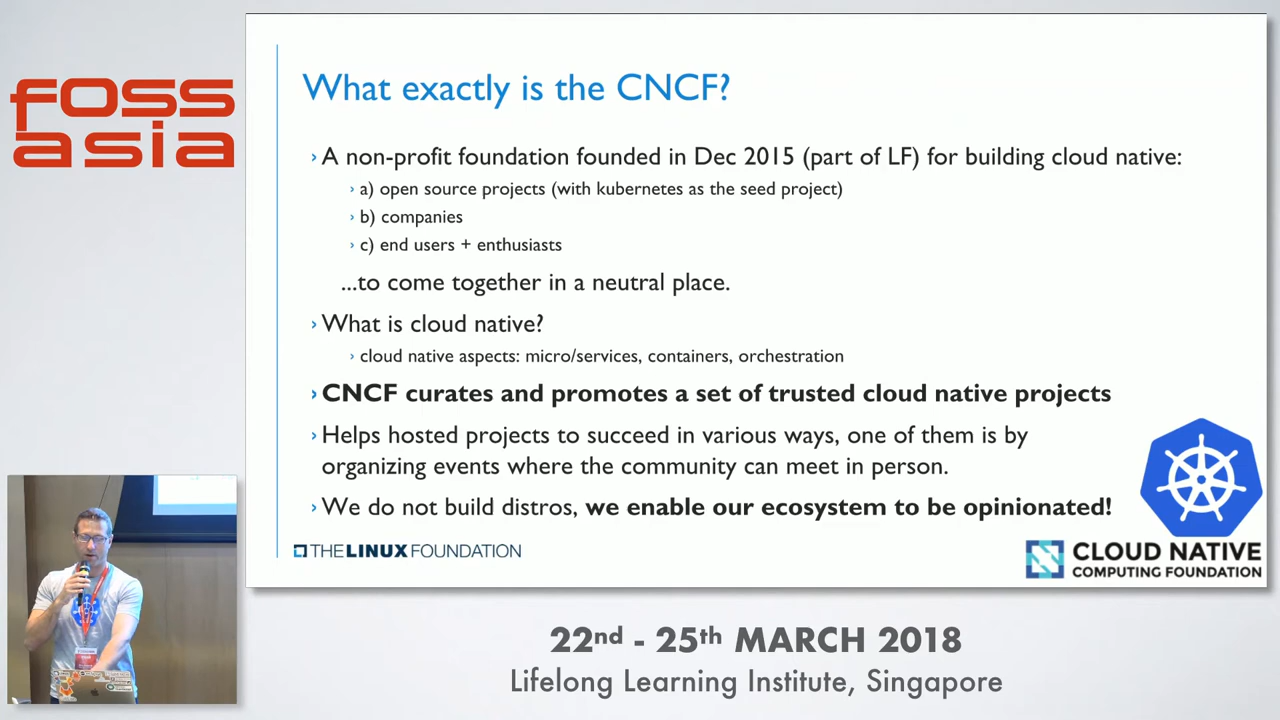 foss
asia
What exactly is the CNCF?
› A non-profit foundation founded in Dec 2015 (part of LF) for building cloud native:
› a) open source projects (with kubernetes as the seed project)
› b) companies
› c) end users + enthusiasts
...to come together in a neutral place.
› What is cloud native?
› cloud native aspects: micro/services, containers, orchestration
› CNCF curates and promotes a set of trusted cloud native projects
› Helps hosted projects to succeed in various ways, one of them is by
organizing events where the community can meet in person.
› We do not build distros, we enable our ecosystem to be opinionated!
THE LINUX FOUNDATION
CLOUD NATIVE
COMPUTING FOUNDATION
22nd - 25th MARCH 2018
Lifelong Learning Institute, Singapore